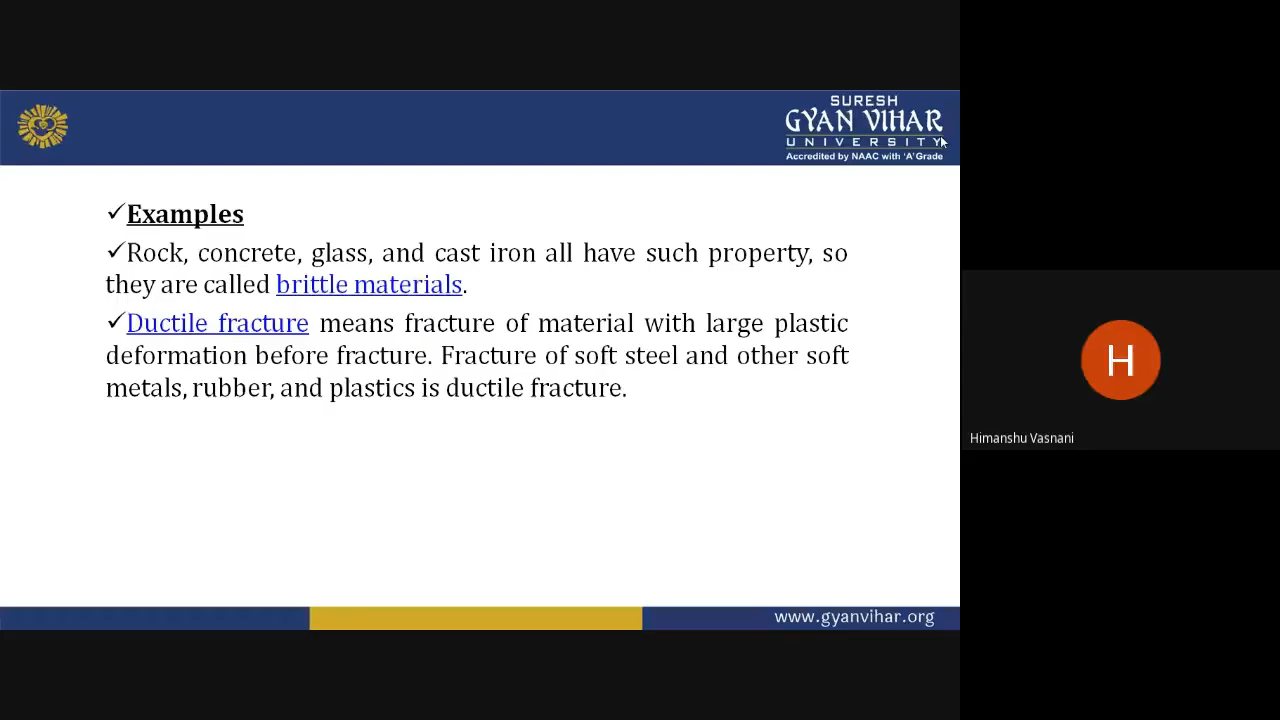 SURESH
GYAN VIHAR
UNIVERSITY
Accredited by NAAC with 'A' Grade
✓Examples
✓Rock, concrete, glass, and cast iron all have such property, so
they are called brittle materials.
✓Ductile fracture means fracture of material with large plastic
deformation before fracture. Fracture of soft steel and other soft
metals, rubber, and plastics is ductile fracture.
www.gyanvihar.org
H
Himanshu Vasnani